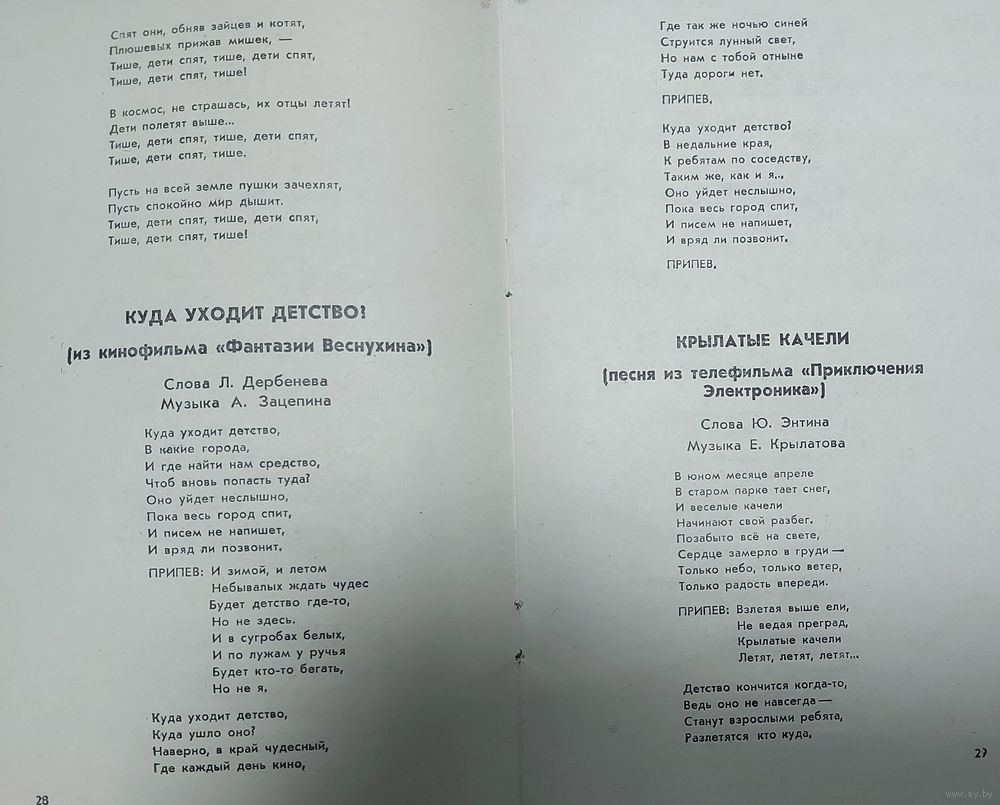 Спят они, обняв зайцев и котят,
Плюшевых прижав мишек, —
Тише, дети спят, тише, дети спят,
Тише, дети спят, тише!
В космос, не страшась, их отцы летят!
Дети полетят выше...
Тише, дети спят, тише, дети спят,
Тише, дети спят, тише.
Пусть на всей земле пушки зачехлят,
Пусть спокойно мир дышит.
Тише, дети спят, тише, дети спят,
Тише, дети спят, тише!
КУДА УХОДИТ ДЕТСТВО?
(из кинофильма «Фантазии Веснухина»)
Слова Л. Дербенева
Музыка А. Зацепина
Куда уходит детство,
В какие города,
И где найти нам средство,
Чтоб вновь попасть туда?
Оно уйдет неслышно,
Пока весь город спит,
И писем не напишет,
И вряд ли позвонит.
ПРИПЕВ: И зимой, и летом
Небывалых ждать чудес
Будет детство где-то,
Но не здесь.
И в сугробах белых,
И по лужам у ручья
Будет кто-то бегать,
Но не я.
Куда уходит детство,
Куда ушло оно?
Наверно, в край чудесный,
Где каждый день кино,
28
Где так же ночью синей
Струится лунный свет,
Но нам с тобой отныне
Туда дороги нет.
ПРИПЕВ.
Куда уходит детство?
В недальние края,
К ребятам по соседству,
Таким же, как и я...
Оно уйдет неслышно,
Пока весь город спит,
И писем не напишет,
И вряд ли позвонит.
ПРИПЕВ.
КРЫЛАТЫЕ КАЧЕЛИ
(песня из телефильма «Приключения
Электроника»)
Слова Ю. Энтина
Музыка Е. Крылатова
В юном месяце апреле
В старом парке тает снег,
И веселые качели
Начинают свой разбег.
Позабыто всё на свете,
Сердце замерло в груди —
Только небо, только ветер,
Только радость впереди.
ПРИПЕВ: Взлетая выше ели,
Не ведая преград,
Крылатые качели
Летят, летят, летят...
Детство кончится когда-то,
Ведь оно не навсегда —
Станут взрослыми ребята,
Разлетятся кто куда.
29
www.ay.by